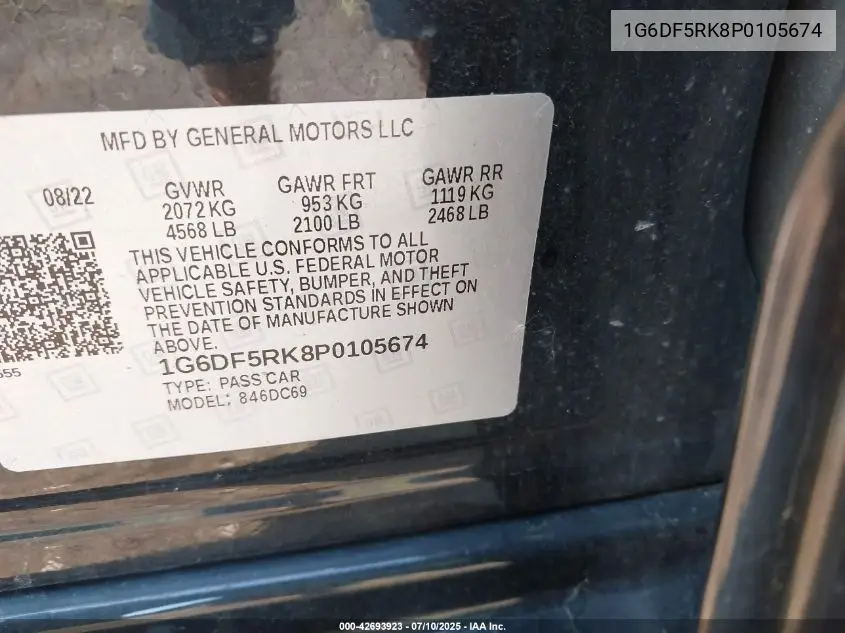 1G6DF5RK8P0105674
MFD BY GENERAL MOTORS LLC
08/22
GVWR
2072 KG
4568 LB
GAWR FRT
953 KG
2100 LB
GAWR RR
1119 KG
2468 LB
THIS VEHICLE CONFORMS TO ALL
APPLICABLE U.S. FEDERAL MOTOR
VEHICLE SAFETY, BUMPER, AND THEFT
PREVENTION STANDARDS IN EFFECT ON
THE DATE OF MANUFACTURE SHOWN
ABOVE.
1G6DF5RK8P0105674
TYPE: PASS CAR
MODEL: 846DC69
000-42693923 - 07/10/2025 - IAA Inc.